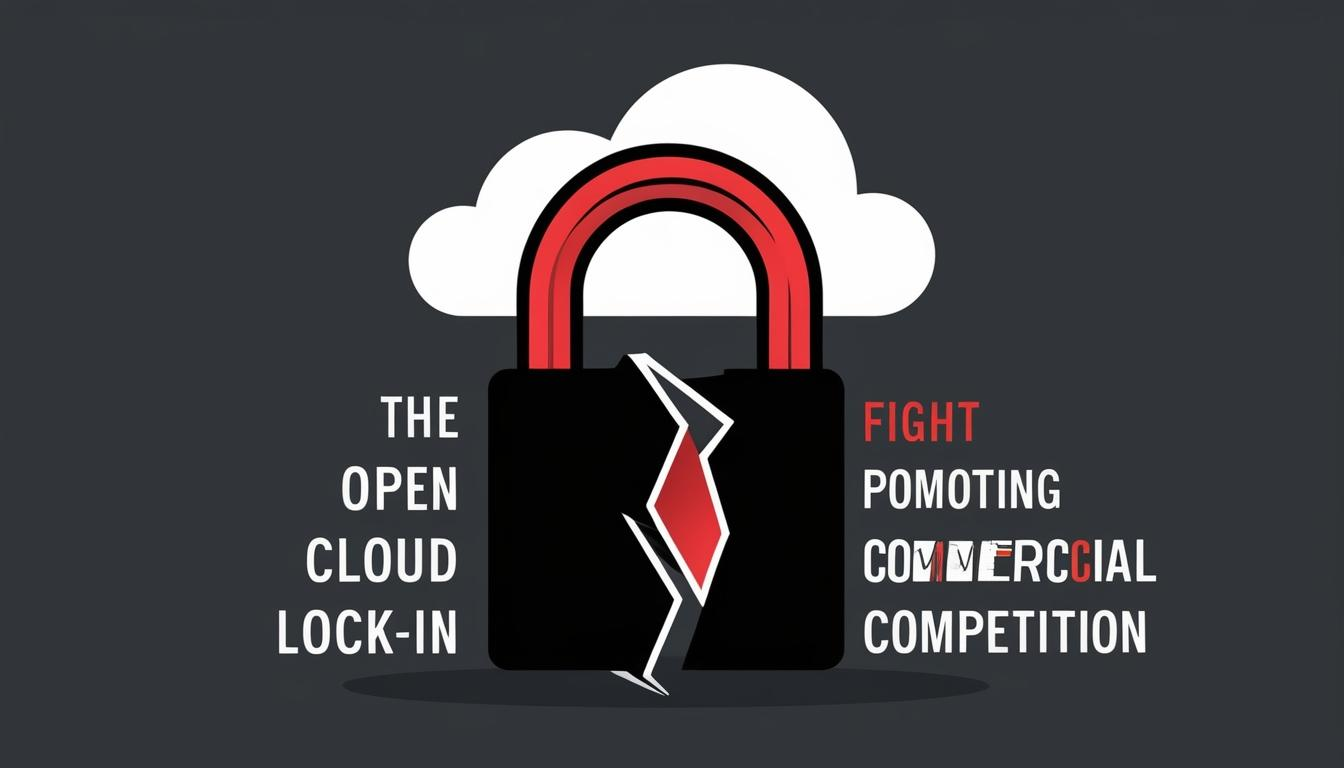 THE
OPEN
CLOUD
LOCK-IN
FIGHT
POMOTING
COMPETITION